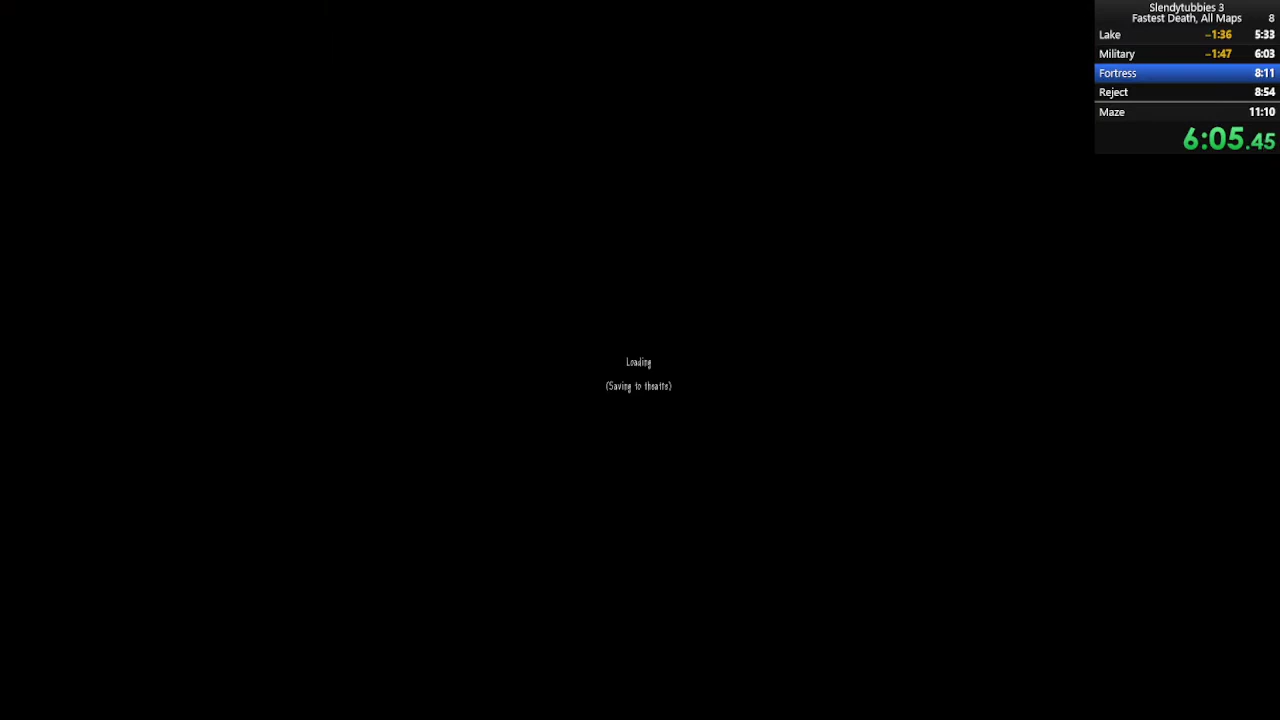 Slendytubbies 3
Fastest Death, All Maps 8
Lake −1:36 5:33
Military −1:47 6:03
Fortress 8:11
Reject 8:54
Maze 11:10
6:05.45
Loading
(Saving to theatre)